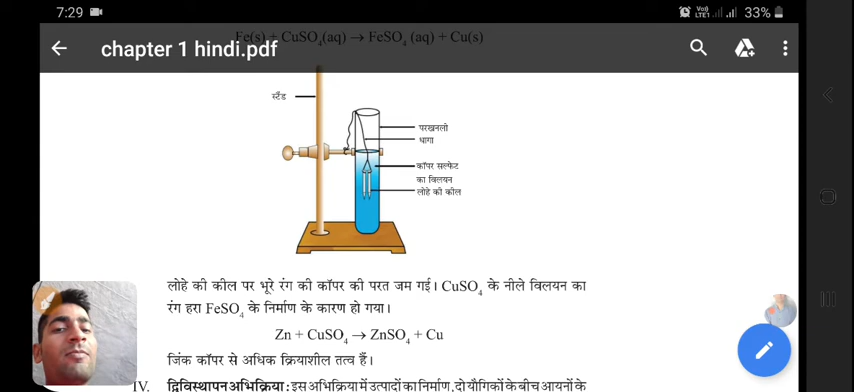 7:29
Vo) LTE1 33%
chapter 1 hindi.pdf
Fe(s) + CuSO4(aq) → FeSO4 (aq) + Cu(s)
स्टैंड
परखनली
धागा
कॉपर सल्फेट
का विलयन
लोहे की कील
लोहे की कील पर भूरे रंग की कॉपर की परत जम गई। CuSO4 के नीले विलयन का
रंग हरा FeSO4 के निर्माण के कारण हो गया।
Zn + CuSO4 → ZnSO4 + Cu
जिंक कॉपर से अधिक क्रियाशील तत्व हैं।
IV. द्विविस्थापन अभिक्रिया : इस अभिक्रिया में उत्पादों का निर्माण, दो यौगिकों के बीच आयनों के